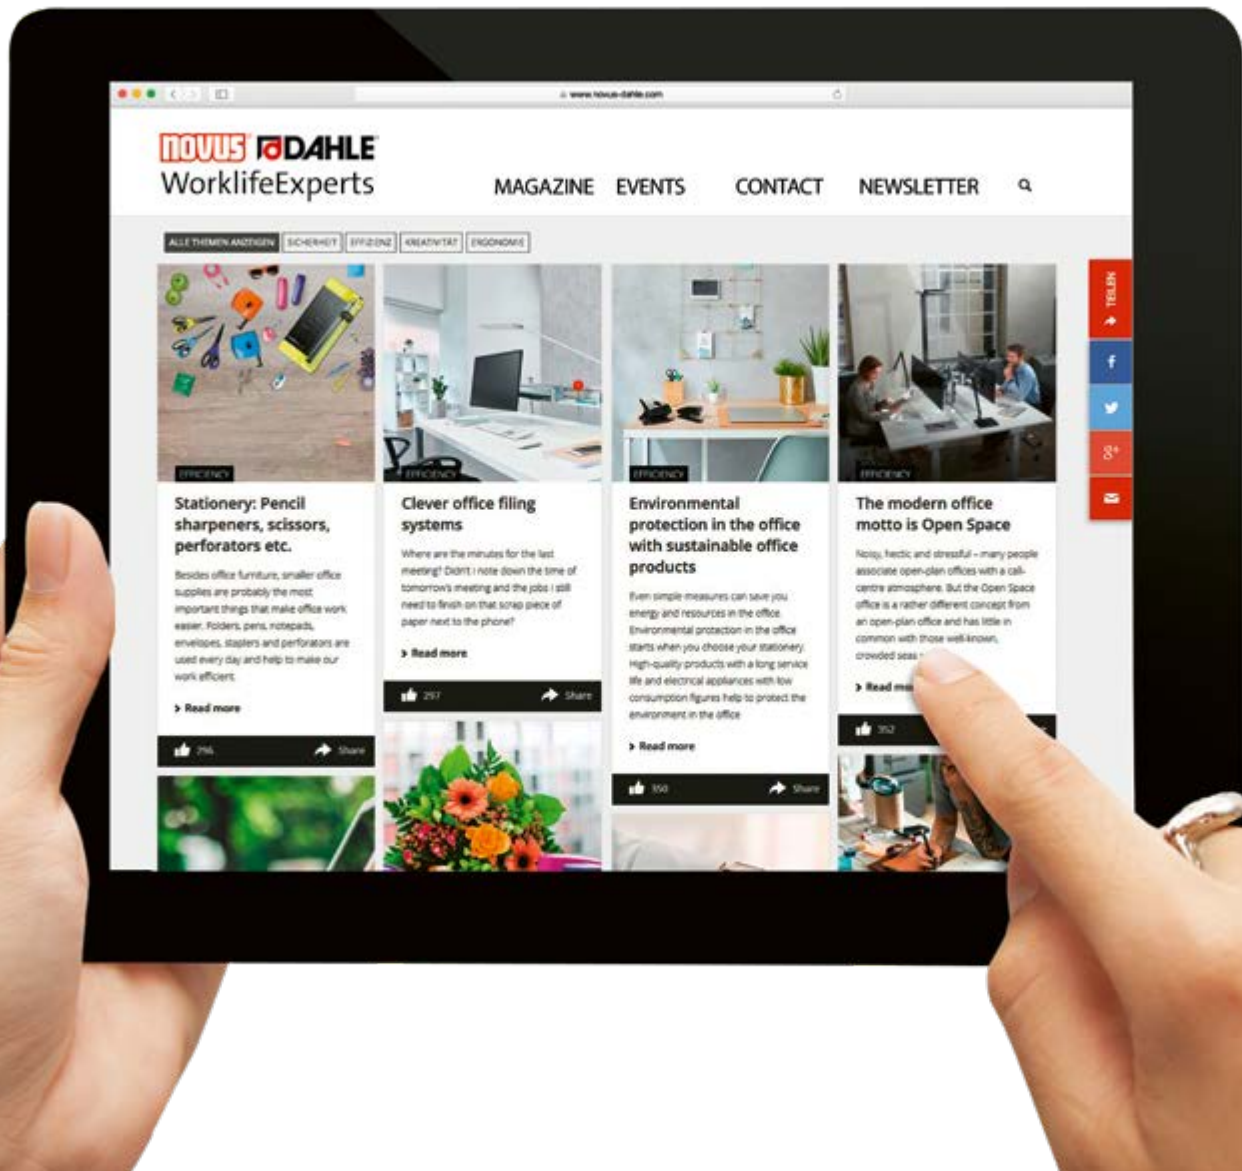 www.novus-dahle.com
novus DAHLE
WorklifeExperts
MAGAZINE EVENTS CONTACT NEWSLETTER
ALLE THEMEN ANZEIGEN SICHERHEIT EFFIZIENZ KREATIVITÄT ERGONOMIE
TEILEN
EFFICIENCY
Stationery: Pencil
sharpeners, scissors,
perforators etc.
Besides office furniture, smaller office
supplies are probably the most
important things that make office work
easier. Folders, pens, notepads,
envelopes, staplers and perforators are
used every day and help to make our
work efficient.
Read more
296 Share
EFFICIENCY
Clever office filing
systems
Where are the minutes for the last
meeting? Didn't I note down the time of
tomorrow's meeting and the jobs I still
need to finish on that scrap piece of
paper next to the phone?
Read more
297 Share
EFFICIENCY
Environmental
protection in the office
with sustainable office
products
Even simple measures can save you
energy and resources in the office.
Environmental protection in the office
starts when you choose your stationery.
High-quality products with a long service
life and electrical appliances with low
consumption figures help to protect the
environment in the office
Read more
350 Share
EFFICIENCY
The modern office
motto is Open Space
Noisy, hectic and stressful – many people
associate open-plan offices with a call-
centre atmosphere. But the Open Space
office is a rather different concept from
an open-plan office and has little in
common with those well-known,
crowded seas
Read mo
352